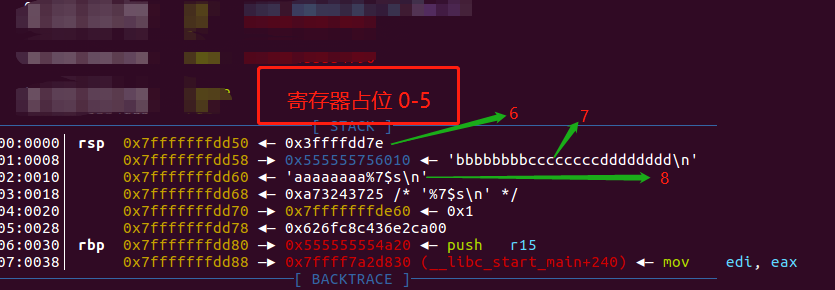 寄存器占位 0-5
6
7
[ STACK ]
00:0000│ rsp 0x7fffffffdd50 ◄— 0x3ffffdd7e
01:0008│ 0x7fffffffdd58 —► 0x555555756010 ◄— 'bbbbbbbbccccccccdddddddd\n'
02:0010│ 0x7fffffffdd60 ◄— 'aaaaaaaa%7$s\n'
8
03:0018│ 0x7fffffffdd68 ◄— 0xa73243725 /* '%7$s\n' */
04:0020│ 0x7fffffffdd70 —► 0x7fffffffde60 ◄— 0x1
05:0028│ 0x7fffffffdd78 ◄— 0x626fc8c436e2ca00
06:0030│ rbp 0x7fffffffdd80 —► 0x555555554a20 ◄— push r15
07:0038│ 0x7fffffffdd88 —► 0x7ffff7a2d830 (__libc_start_main+240) ◄— mov edi, eax
[ BACKTRACE ]